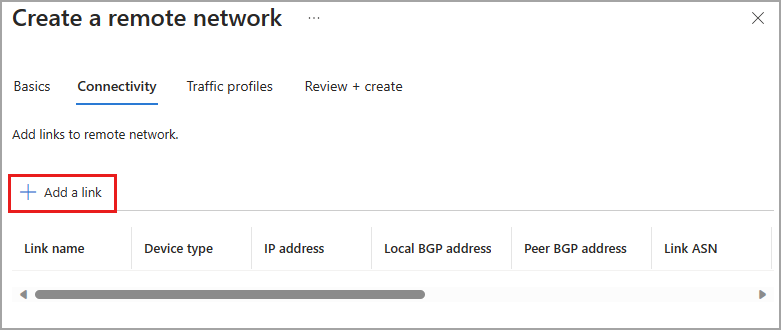 Create a remote network ...
Basics Connectivity Traffic profiles Review + create
Add links to remote network.
+ Add a link
Link name Device type IP address Local BGP address Peer BGP address Link ASN